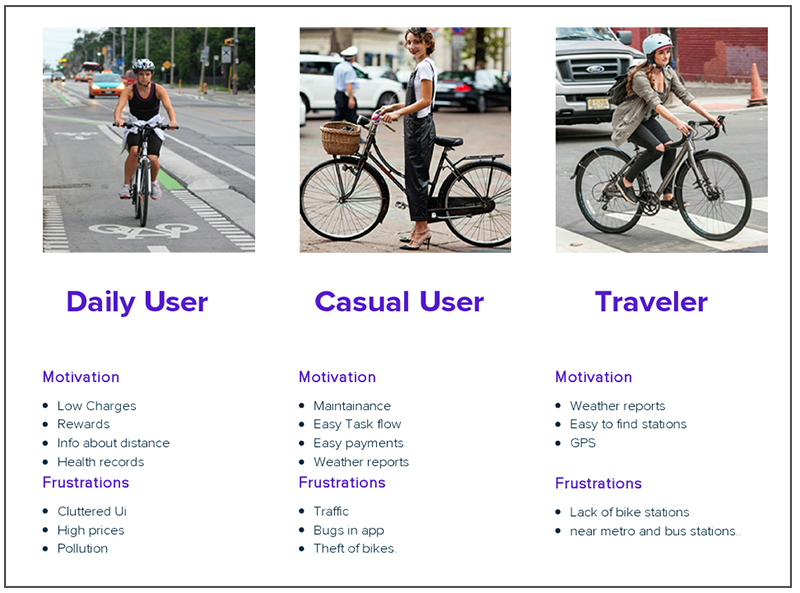 Daily User
Motivation
Low Charges
Rewards
Info about distance
Health records
Frustrations
Cluttered Ui
High prices
Pollution
Casual User
Motivation
Maintainance
Easy Task flow
Easy payments
Weather reports
Frustrations
Traffic
Bugs in app
Theft of bikes.
Traveler
Motivation
Weather reports
Easy to find stations
GPS
Frustrations
Lack of bike stations
near metro and bus stations..